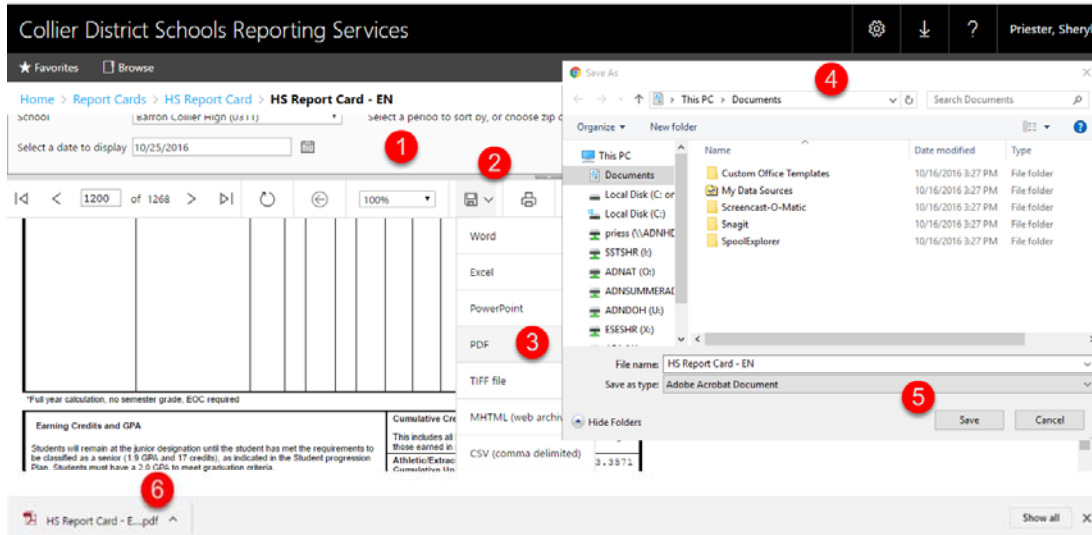 Collier District Schools Reporting Services
Priester, Shery
Favorites Browse
Home > Report Cards > HS Report Card > HS Report Card - EN
School Barron Collier High (0311) Select a period to sort by, or choose zip
Select a date to display 10/25/2016
1
2
1200 of 1268 100%
Word
Excel
PowerPoint
PDF
3
TIFF file
MHTML (web archiv
CSV (comma delimited)
*Full year calculation, no semester grade, EOC required
Earning Credits and GPA
Students will remain at the junior designation until the student has met the requirements to
be classified as a senior (1.9 GPA and 17 credits), as indicated in the Student progression
Plan. Students must have a 2.0 GPA to meet graduation criteria.
Cumulative Cre
This includes all
those earned in
Athletic/Extrac
Cumulative Un
3.3571
Save As
4
This PC > Documents
Search Documents
Organize New folder
Name Date modified Type
This PC
Documents
Local Disk (C: or
Local Disk (C:)
priess (\\ADNHD
SSTSHR (I:)
ADNAT (O:)
ADNSUMMERAD
ADNDOH (U:)
ESESHR (X:)
Custom Office Templates 10/16/2016 3:27 PM File folder
My Data Sources 10/16/2016 3:27 PM File folder
Screencast-O-Matic 10/16/2016 3:27 PM File folder
Snagit 10/16/2016 3:27 PM File folder
SpoolExplorer 10/16/2016 3:27 PM File folder
File name: HS Report Card - EN
Save as type: Adobe Acrobat Document
5
Hide Folders Save Cancel
6
HS Report Card - E....pdf
Show all